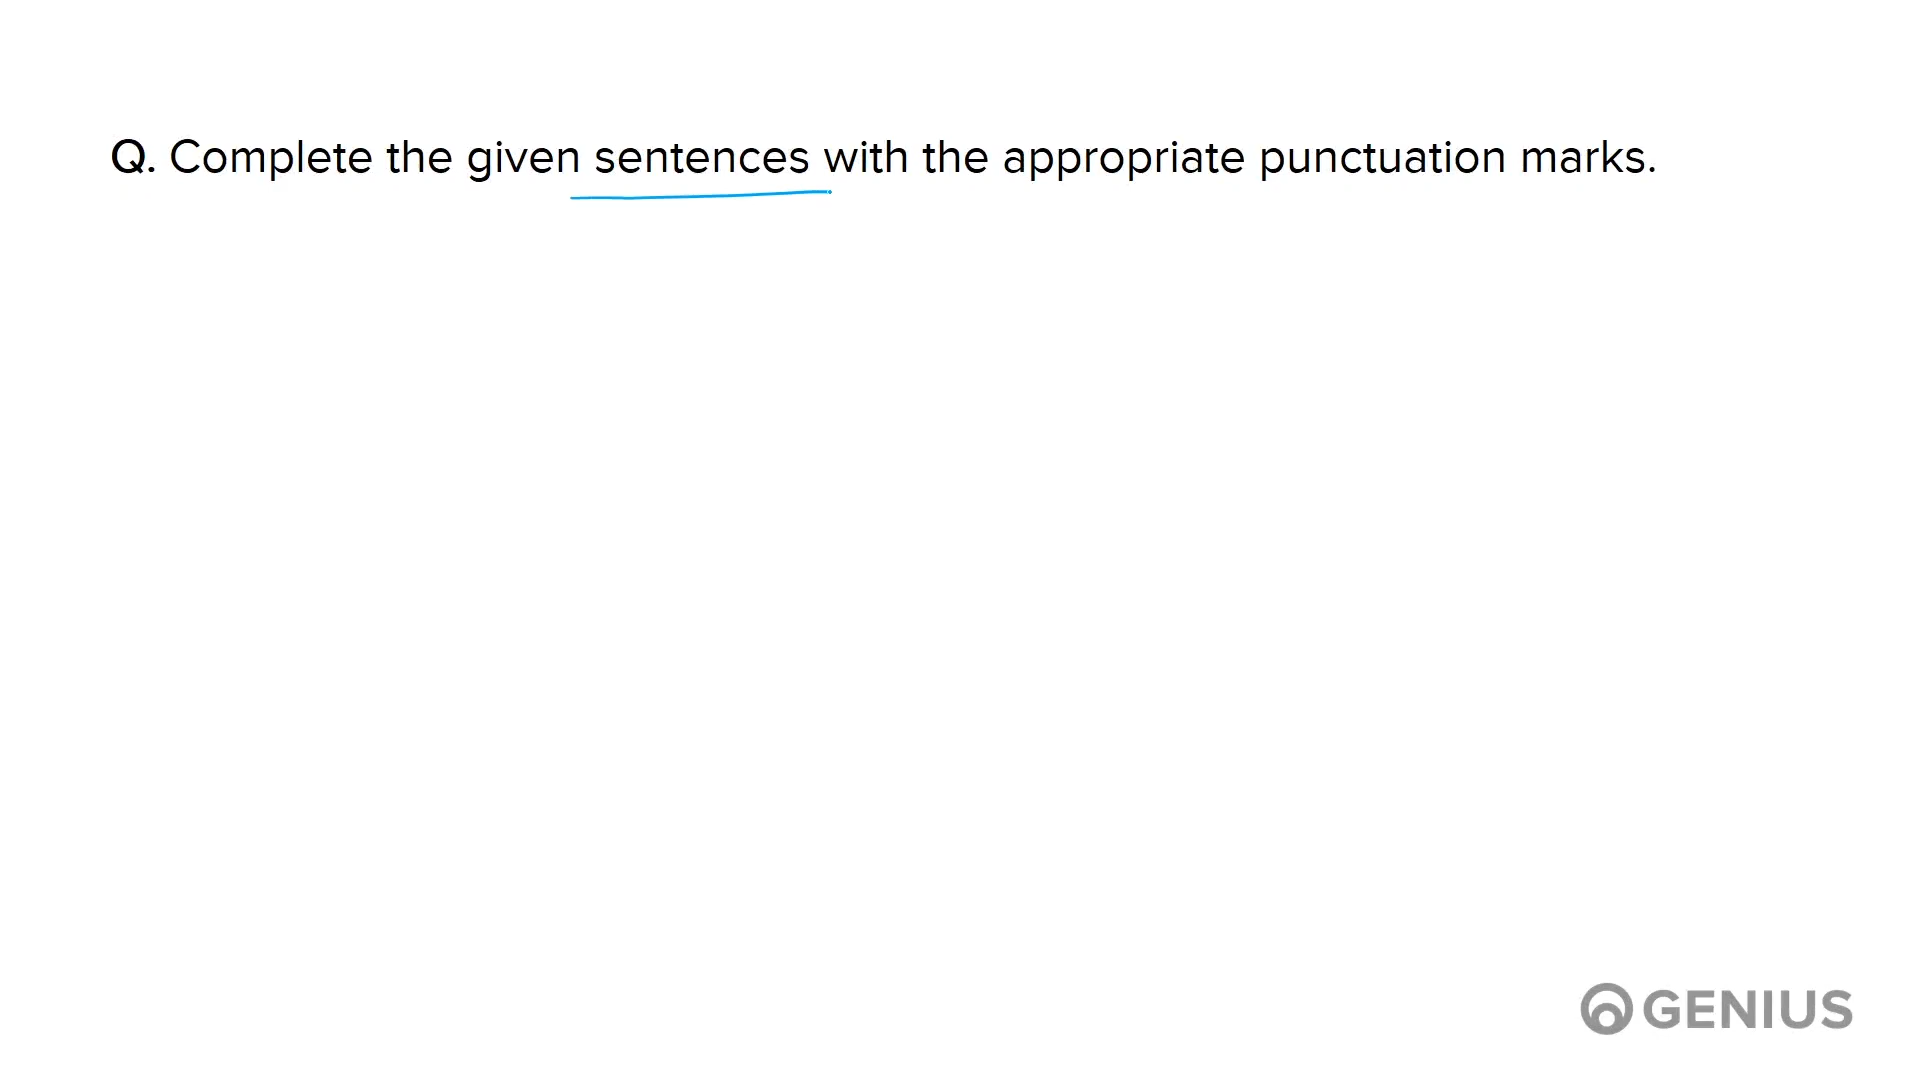 Q. Complete the given sentences with the appropriate punctuation marks.
GENIUS